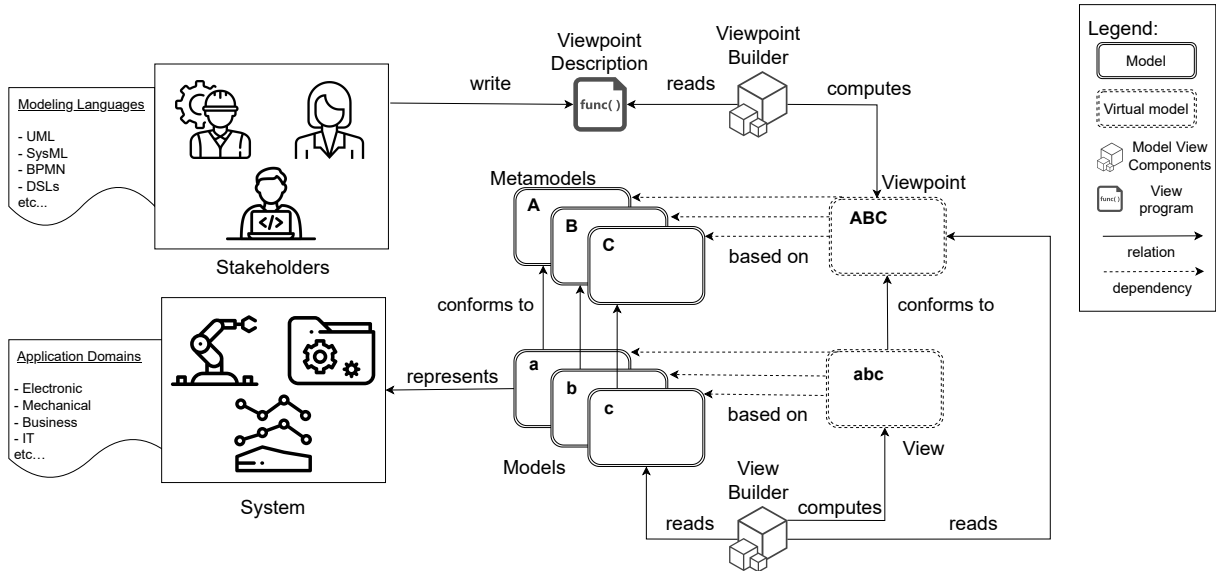 Viewpoint
Description
func( )
Viewpoint
Builder
write
reads
computes
Modeling Languages
- UML
- SysML
- BPMN
- DSLs
etc...
</>
Stakeholders
Metamodels
A
B
C
Viewpoint
ABC
based on
conforms to
conforms to
Application Domains
- Electronic
- Mechanical
- Business
- IT
etc...
System
represents
a
b
c
Models
abc
based on
View
View
Builder
reads
computes
reads
Legend:
Model
Virtual model
Model View
Components
func( )
View
program
relation
dependency